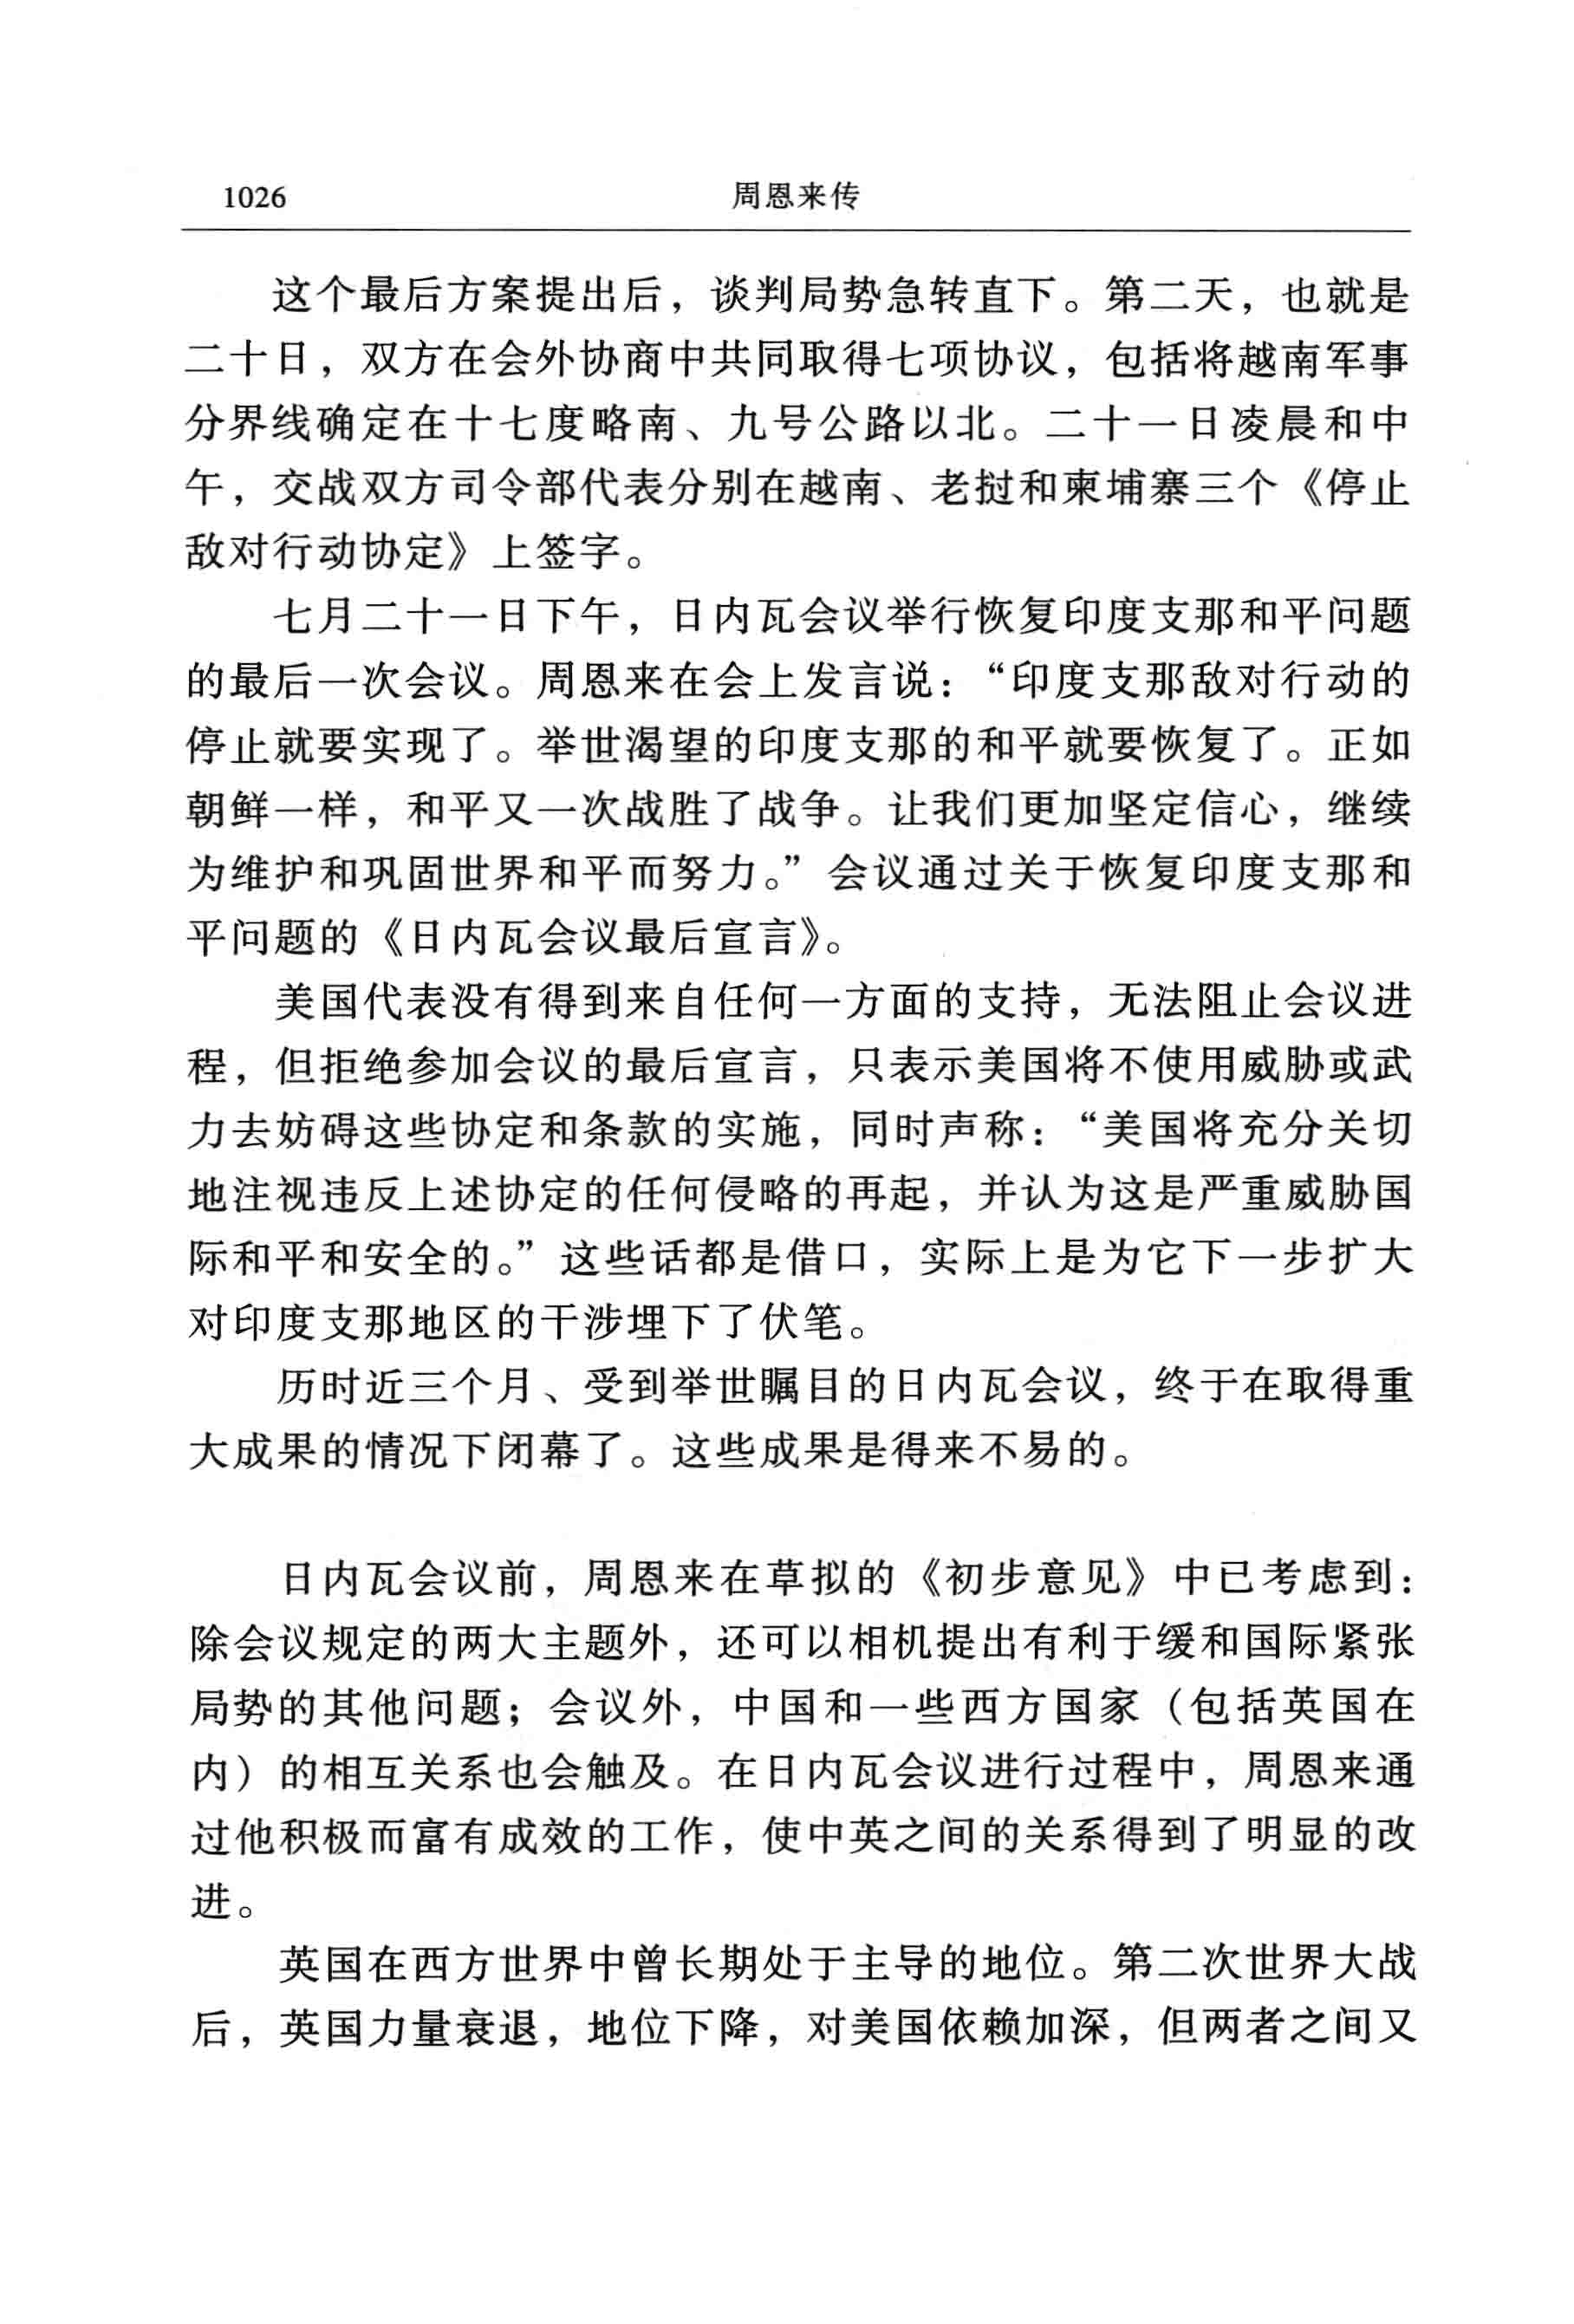 1026 周恩来传
这个最后方案提出后，谈判局势急转直下。第二天，也就是
二十日，双方在会外协商中共同取得七项协议，包括将越南军事
分界线确定在十七度略南、九号公路以北。二十一日凌晨和中
午，交战双方司令部代表分别在越南、老挝和柬埔寨三个《停止
敌对行动协定》上签字。
七月二十一日下午，日内瓦会议举行恢复印度支那和平问题
的最后一次会议。周恩来在会上发言说：“印度支那敌对行动的
停止就要实现了。举世渴望的印度支那的和平就要恢复了。正如
朝鲜一样，和平又一次战胜了战争。让我们更加坚定信心，继续
为维护和巩固世界和平而努力。”会议通过关于恢复印度支那和
平问题的《日内瓦会议最后宣言》。
美国代表没有得到来自任何一方面的支持，无法阻止会议进
程，但拒绝参加会议的最后宣言，只表示美国将不使用威胁或武
力去妨碍这些协定和条款的实施，同时声称：“美国将充分关切
地注视违反上述协定的任何侵略的再起，并认为这是严重威胁国
际和平和安全的。”这些话都是借口，实际上是为它下一步扩大
对印度支那地区的干涉埋下了伏笔。
历时近三个月、受到举世瞩目的日内瓦会议，终于在取得重
大成果的情况下闭幕了。这些成果是得来不易的。
日内瓦会议前，周恩来在草拟的《初步意见》中已考虑到：
除会议规定的两大主题外，还可以相机提出有利于缓和国际紧张
局势的其他问题；会议外，中国和一些西方国家（包括英国在
内）的相互关系也会触及。在日内瓦会议进行过程中，周恩来通
过他积极而富有成效的工作，使中英之间的关系得到了明显的改
进。
英国在西方世界中曾长期处于主导的地位。第二次世界大战
后，英国力量衰退，地位下降，对美国依赖加深，但两者之间又